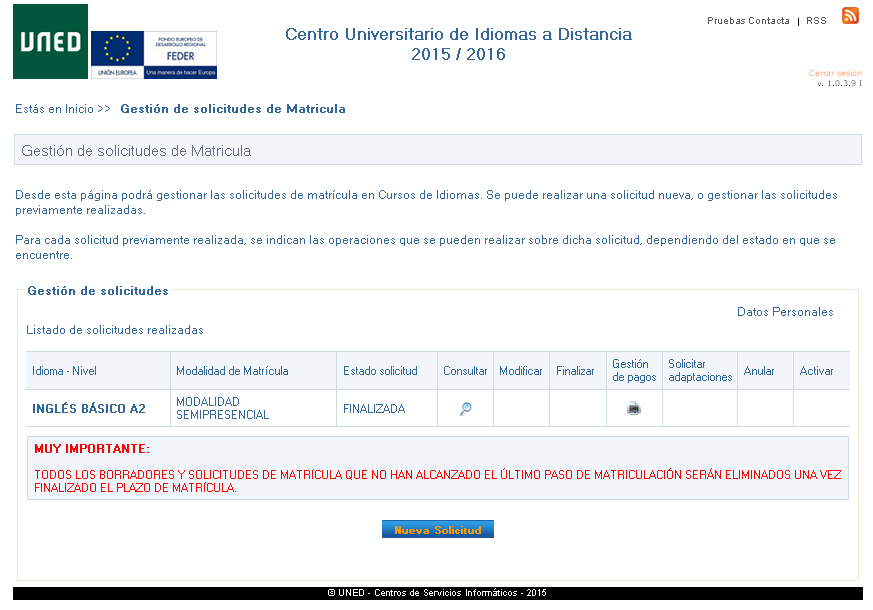 UNED
UNIÓN EUROPEA
FONDO EUROPEO DE
DESARROLLO REGIONAL
FEDER
Una manera de hacer Europa
Centro Universitario de Idiomas a Distancia
2015 / 2016
Pruebas Contacta | RSS
Cerrar sesión
v. 1.0.3.9 I
Estás en Inicio >> Gestión de solicitudes de Matricula
Gestión de solicitudes de Matricula
Desde esta página podrá gestionar las solicitudes de matrícula en Cursos de Idiomas. Se puede realizar una solicitud nueva, o gestionar las solicitudes
previamente realizadas.
Para cada solicitud previamente realizada, se indican las operaciones que se pueden realizar sobre dicha solicitud, dependiendo del estado en que se
encuentre.
Gestión de solicitudes
Datos Personales
Listado de solicitudes realizadas
Idioma - Nivel
Modalidad de Matrícula
Estado solicitud
Consultar
Modificar
Finalizar
Gestión
de pagos
Solicitar
adaptaciones
Anular
Activar
INGLÉS BÁSICO A2
MODALIDAD
SEMIPRESENCIAL
FINALIZADA
MUY IMPORTANTE:
TODOS LOS BORRADORES Y SOLICITUDES DE MATRÍCULA QUE NO HAN ALCANZADO EL ÚLTIMO PASO DE MATRICULACIÓN SERÁN ELIMINADOS UNA VEZ
FINALIZADO EL PLAZO DE MATRÍCULA.
Nueva Solicitud
© UNED - Centros de Servicios Informáticos - 2015